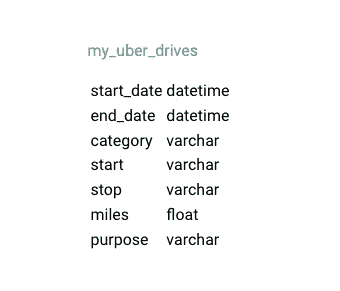 my_uber_drives
start_date datetime
end_date datetime
category varchar
start varchar
stop varchar
miles float
purpose varchar